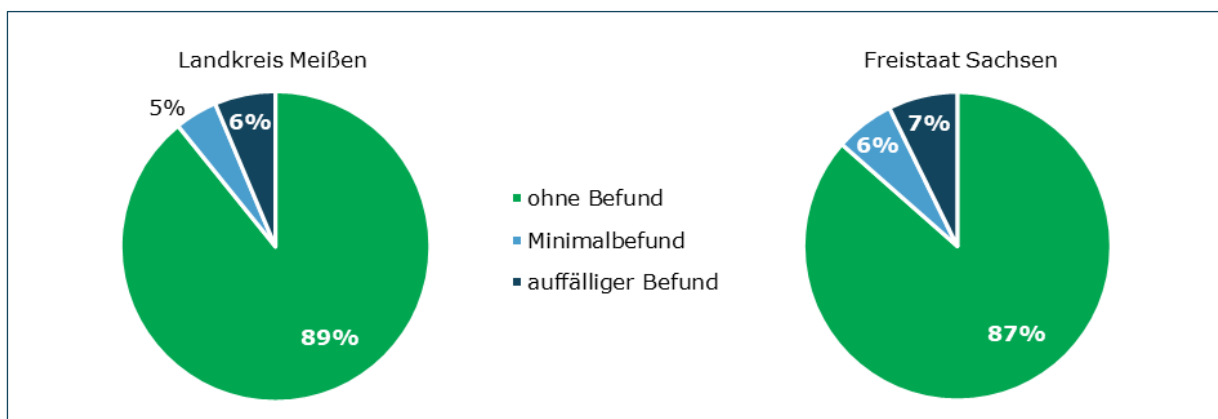 Landkreis Meißen
5%
6%
89%
ohne Befund
Minimalbefund
auffälliger Befund
Freistaat Sachsen
6%
7%
87%